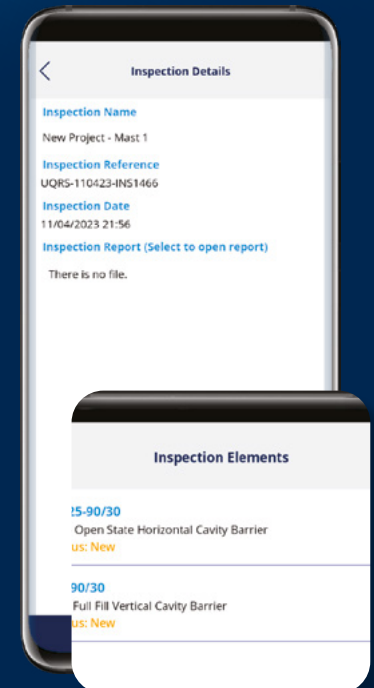 Inspection Details
Inspection Name
New Project - Mast 1
Inspection Reference
UQRS-110423-INS1466
Inspection Date
11/04/2023 21:56
Inspection Report (Select to open report)
There is no file.
Inspection Elements
25-90/30
Open State Horizontal Cavity Barrier
us: New
90/30
Full Fill Vertical Cavity Barrier
us: New